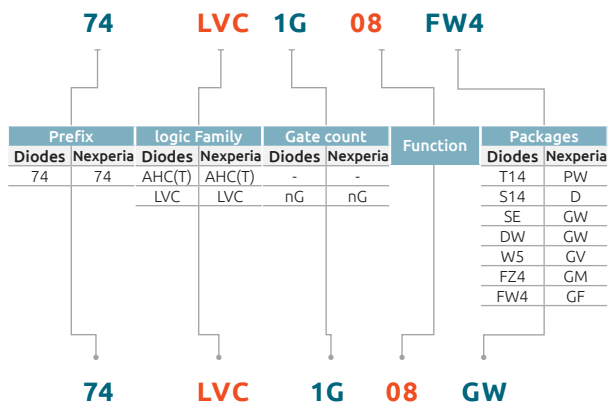 74 LVC 1G 08 FW4
Prefix logic Family Gate count Function Packages
Diodes Nexperia Diodes Nexperia Diodes Nexperia Diodes Nexperia
74 74 AHC(T) AHC(T) - - T14 PW
LVC LVC nG nG S14 D
SE GW
DW GW
W5 GV
FZ4 GM
FW4 GF
74 LVC 1G 08 GW